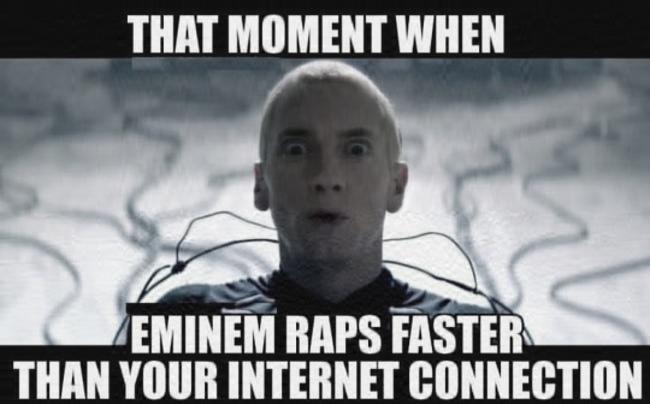 THAT MOMENT WHEN
EMINEM RAPS FASTER
THAN YOUR INTERNET CONNECTION